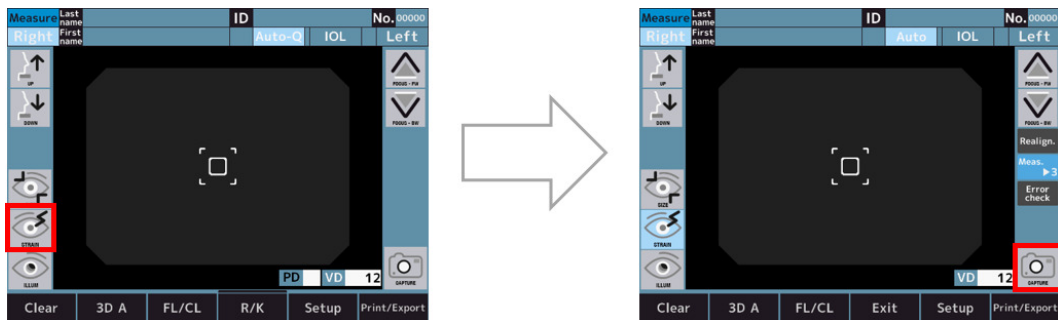 Measure Last name ID No. 00000
Right First name Auto-Q IOL Left
UP
FOCUS - FW
DOWN
FOCUS - BW
STRAIN
ILLUM
CAPTURE
PD VD 12
Clear 3D A FL/CL R/K Setup Print/Export
Measure Last name ID No. 00000
Right First name Auto IOL Left
UP
FOCUS - FW
DOWN
FOCUS - BW
Realign.
Meas.
▶3
Error
check
SIZE
STRAIN
ILLUM
CAPTURE
VD 12
Clear 3D A FL/CL Exit Setup Print/Export